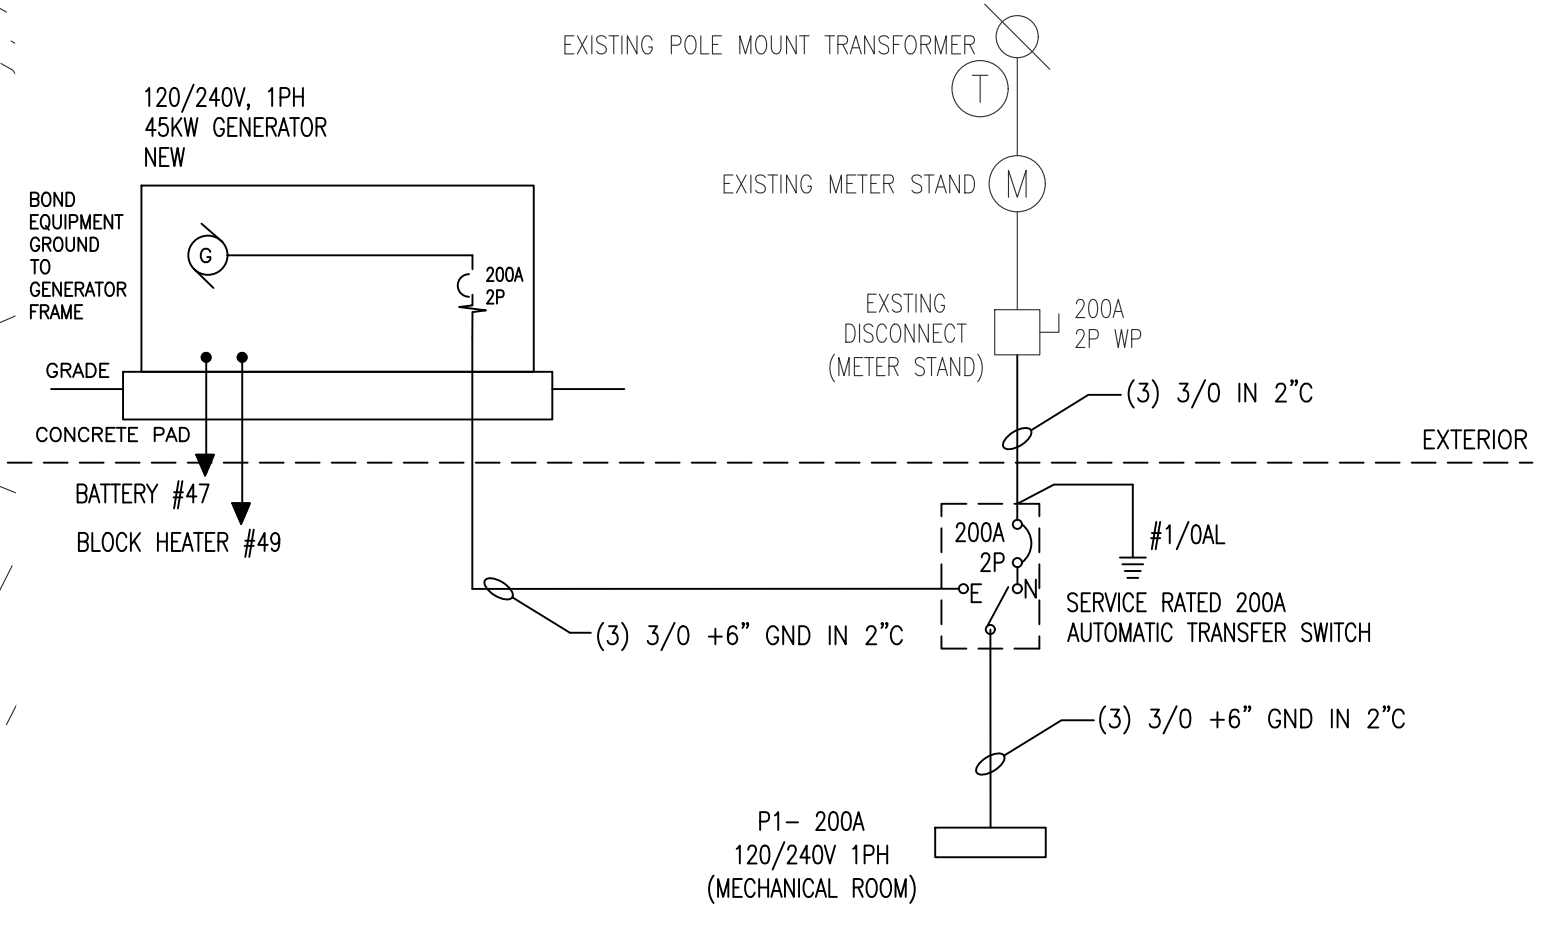 EXISTING POLE MOUNT TRANSFORMER
T
120/240V, 1PH
45KW GENERATOR
NEW
EXISTING METER STAND
M
BOND
EQUIPMENT
GROUND
TO
GENERATOR
FRAME
G
200A
2P
EXSTING
DISCONNECT
(METER STAND)
200A
2P WP
GRADE
CONCRETE PAD
(3) 3/0 IN 2”C
EXTERIOR
BATTERY #47
BLOCK HEATER #49
200A
2P
E
N
#1/0AL
SERVICE RATED 200A
AUTOMATIC TRANSFER SWITCH
(3) 3/0 +6” GND IN 2”C
(3) 3/0 +6” GND IN 2”C
P1– 200A
120/240V 1PH
(MECHANICAL ROOM)